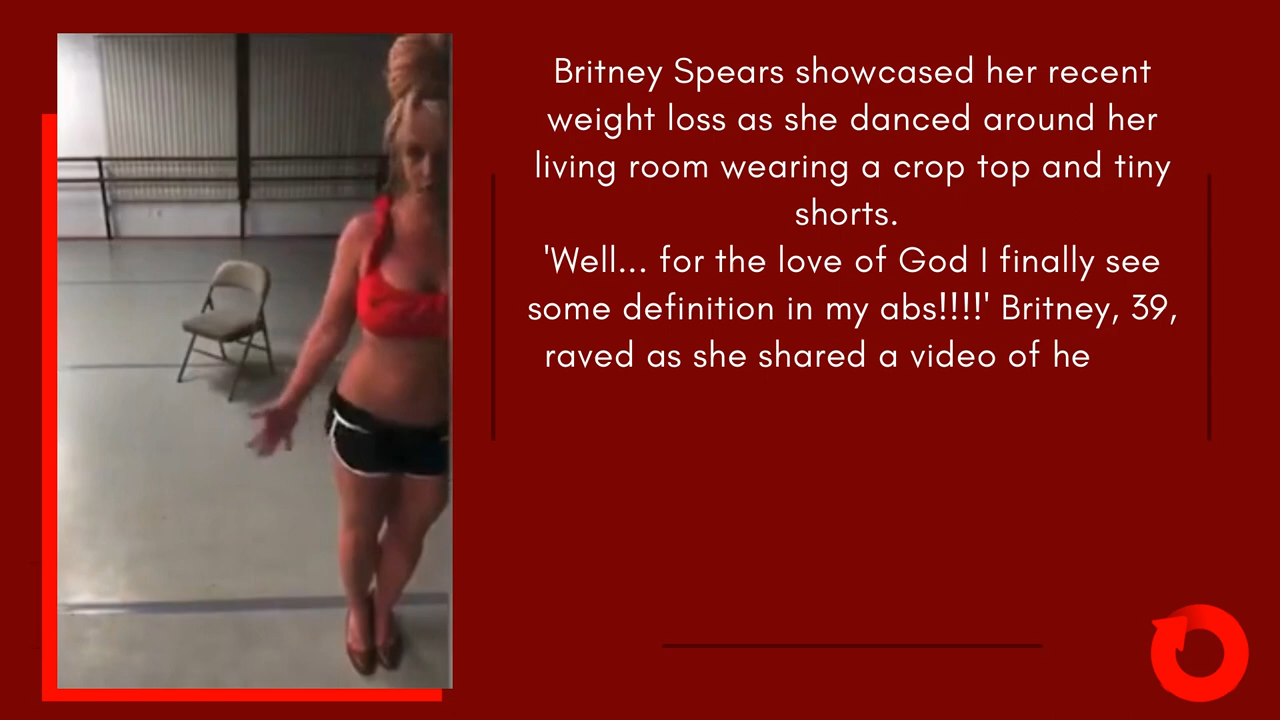 Britney Spears showcased her recent
weight loss as she danced around her
living room wearing a crop top and tiny
shorts.
'Well... for the love of God I finally see
some definition in my abs!!!!' Britney, 39,
raved as she shared a video of he